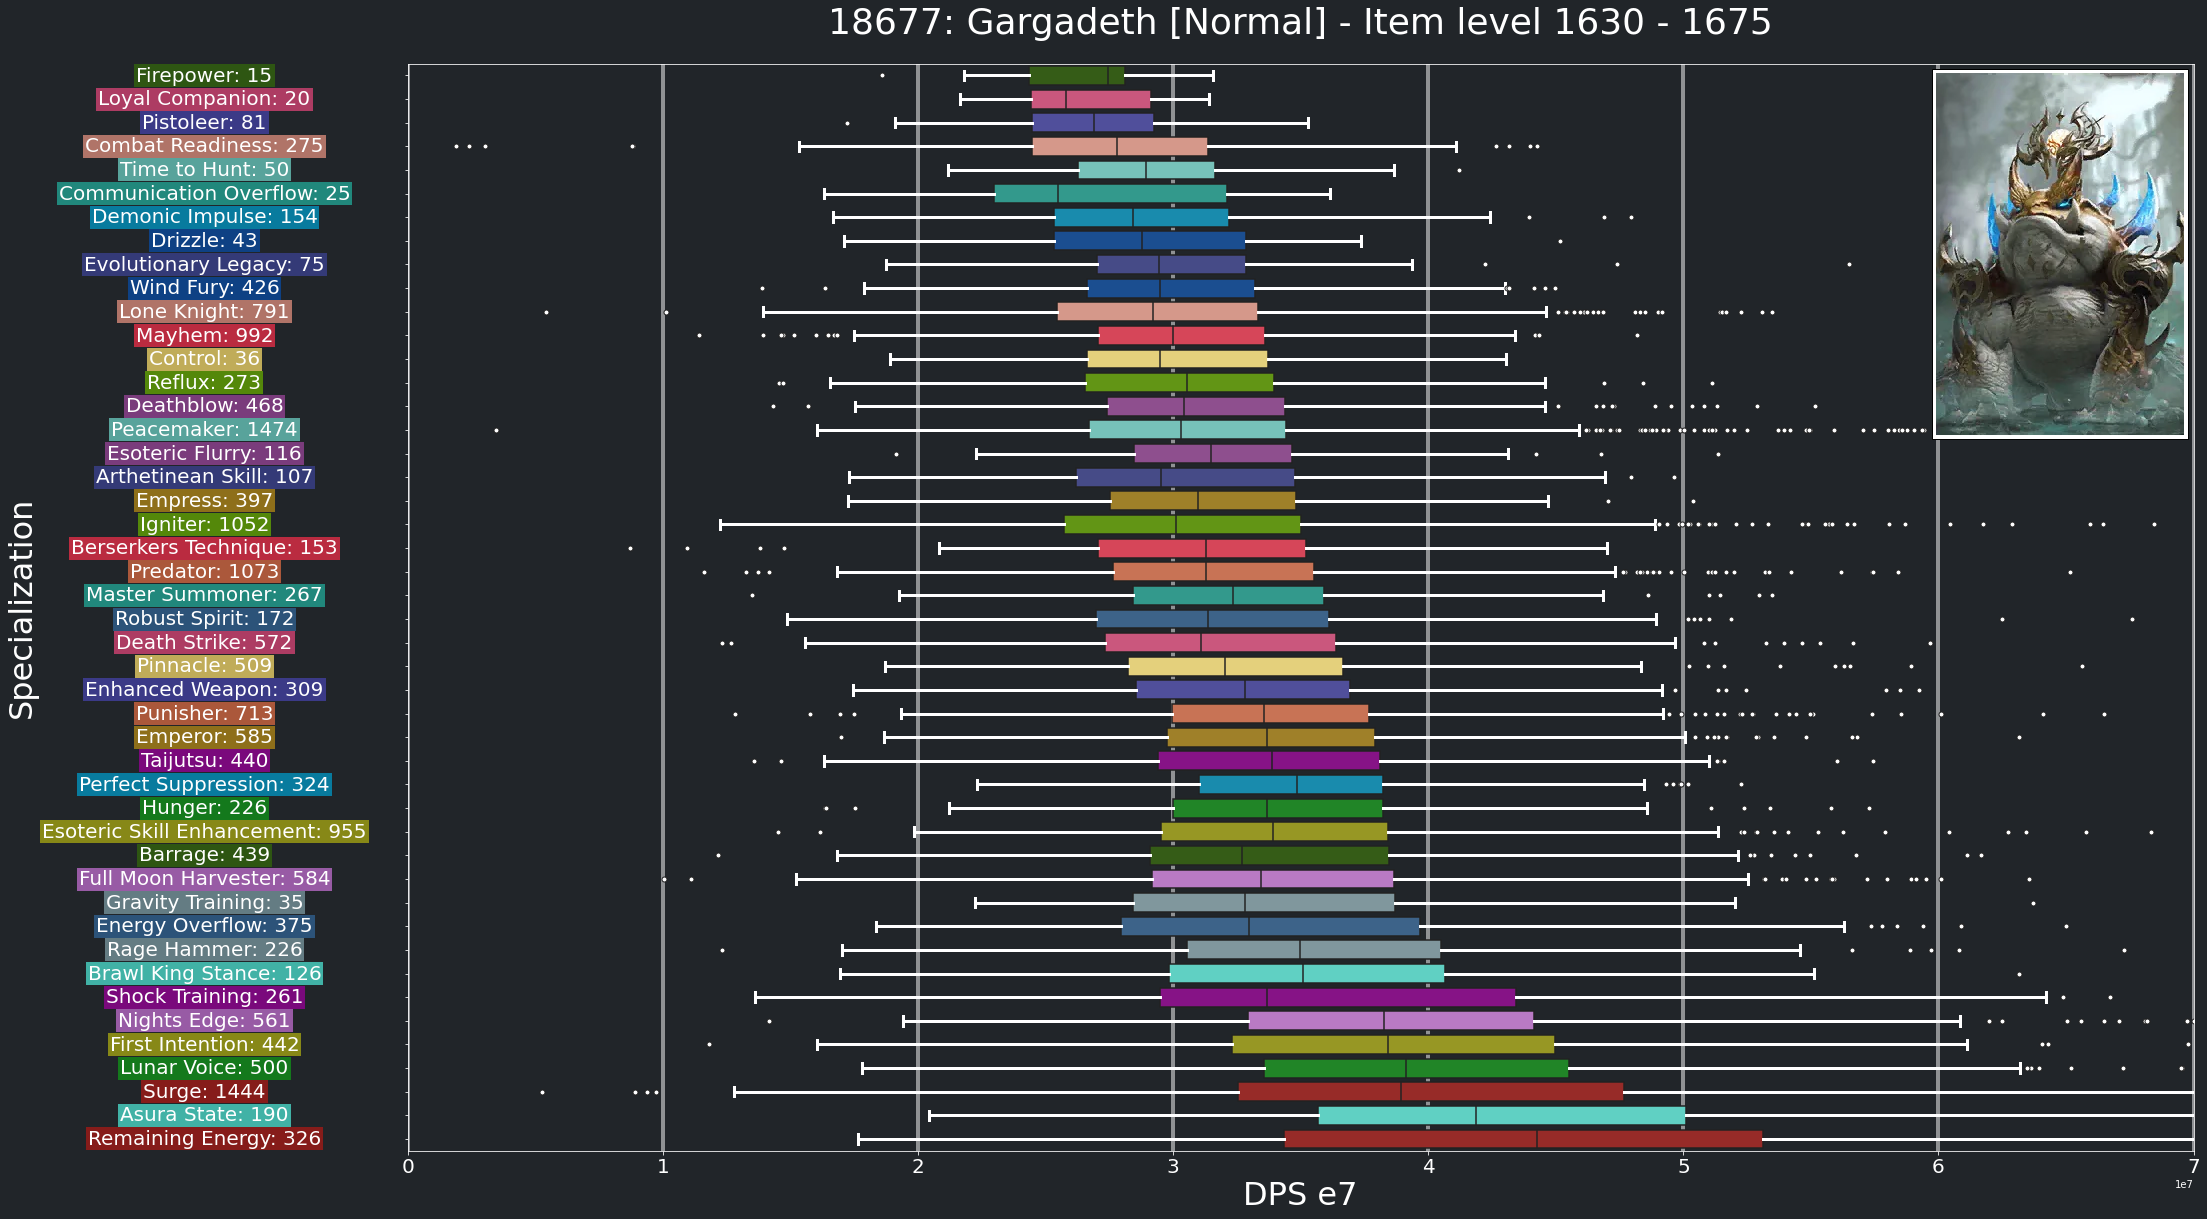 18677: Gargadeth [Normal] - Item level 1630 - 1675
Firepower: 15
Loyal Companion: 20
Pistoleer: 81
Combat Readiness: 275
Time to Hunt: 50
Communication Overflow: 25
Demonic Impulse: 154
Drizzle: 43
Evolutionary Legacy: 75
Wind Fury: 426
Lone Knight: 791
Mayhem: 992
Control: 36
Reflux: 273
Deathblow: 468
Peacemaker: 1474
Esoteric Flurry: 116
Arthetinean Skill: 107
Empress: 397
Igniter: 1052
Berserkers Technique: 153
Predator: 1073
Master Summoner: 267
Robust Spirit: 172
Death Strike: 572
Pinnacle: 509
Enhanced Weapon: 309
Punisher: 713
Emperor: 585
Taijutsu: 440
Perfect Suppression: 324
Hunger: 226
Esoteric Skill Enhancement: 955
Barrage: 439
Full Moon Harvester: 584
Gravity Training: 35
Energy Overflow: 375
Rage Hammer: 226
Brawl King Stance: 126
Shock Training: 261
Nights Edge: 561
First Intention: 442
Lunar Voice: 500
Surge: 1444
Asura State: 190
Remaining Energy: 326
Specialization
0 1 2 3 4 5 6 7
1e7
DPS e7